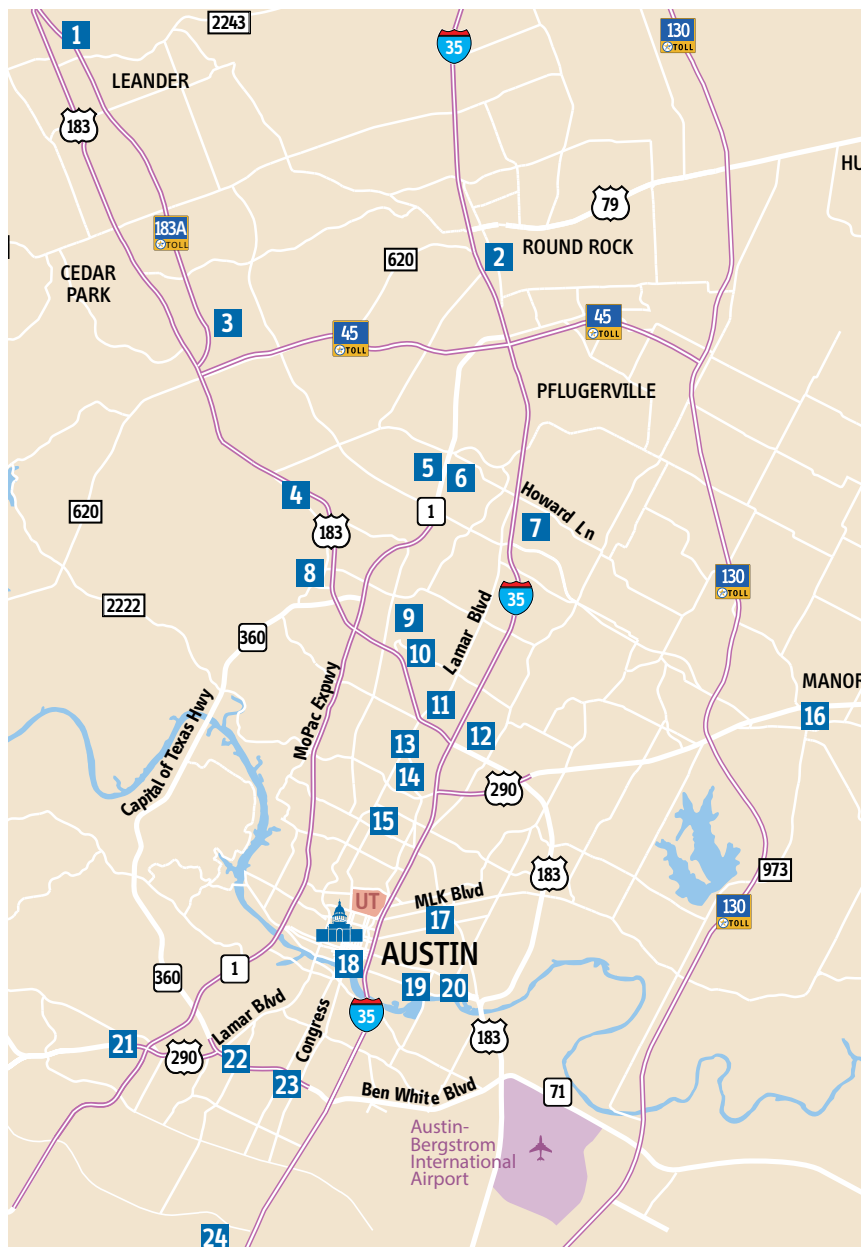 2243
1
35
130
TOLL
LEANDER
183
HU
79
183A
TOLL
2
ROUND ROCK
620
CEDAR
PARK
3
45
TOLL
45
TOLL
PFLUGERVILLE
5
6
4
Howard Ln
620
1
183
7
8
130
TOLL
2222
35
Lamar Blvd
9
360
10
MoPac Expwy
MANOR
11
16
Capital of Texas Hwy
12
13
14
290
15
183
973
UT
MLK Blvd
17
130
TOLL
AUSTIN
18
1
360
19
20
Lamar Blvd
Congress
35
183
21
290
22
23
Ben White Blvd
71
Austin-
Bergstrom
International
Airport
24